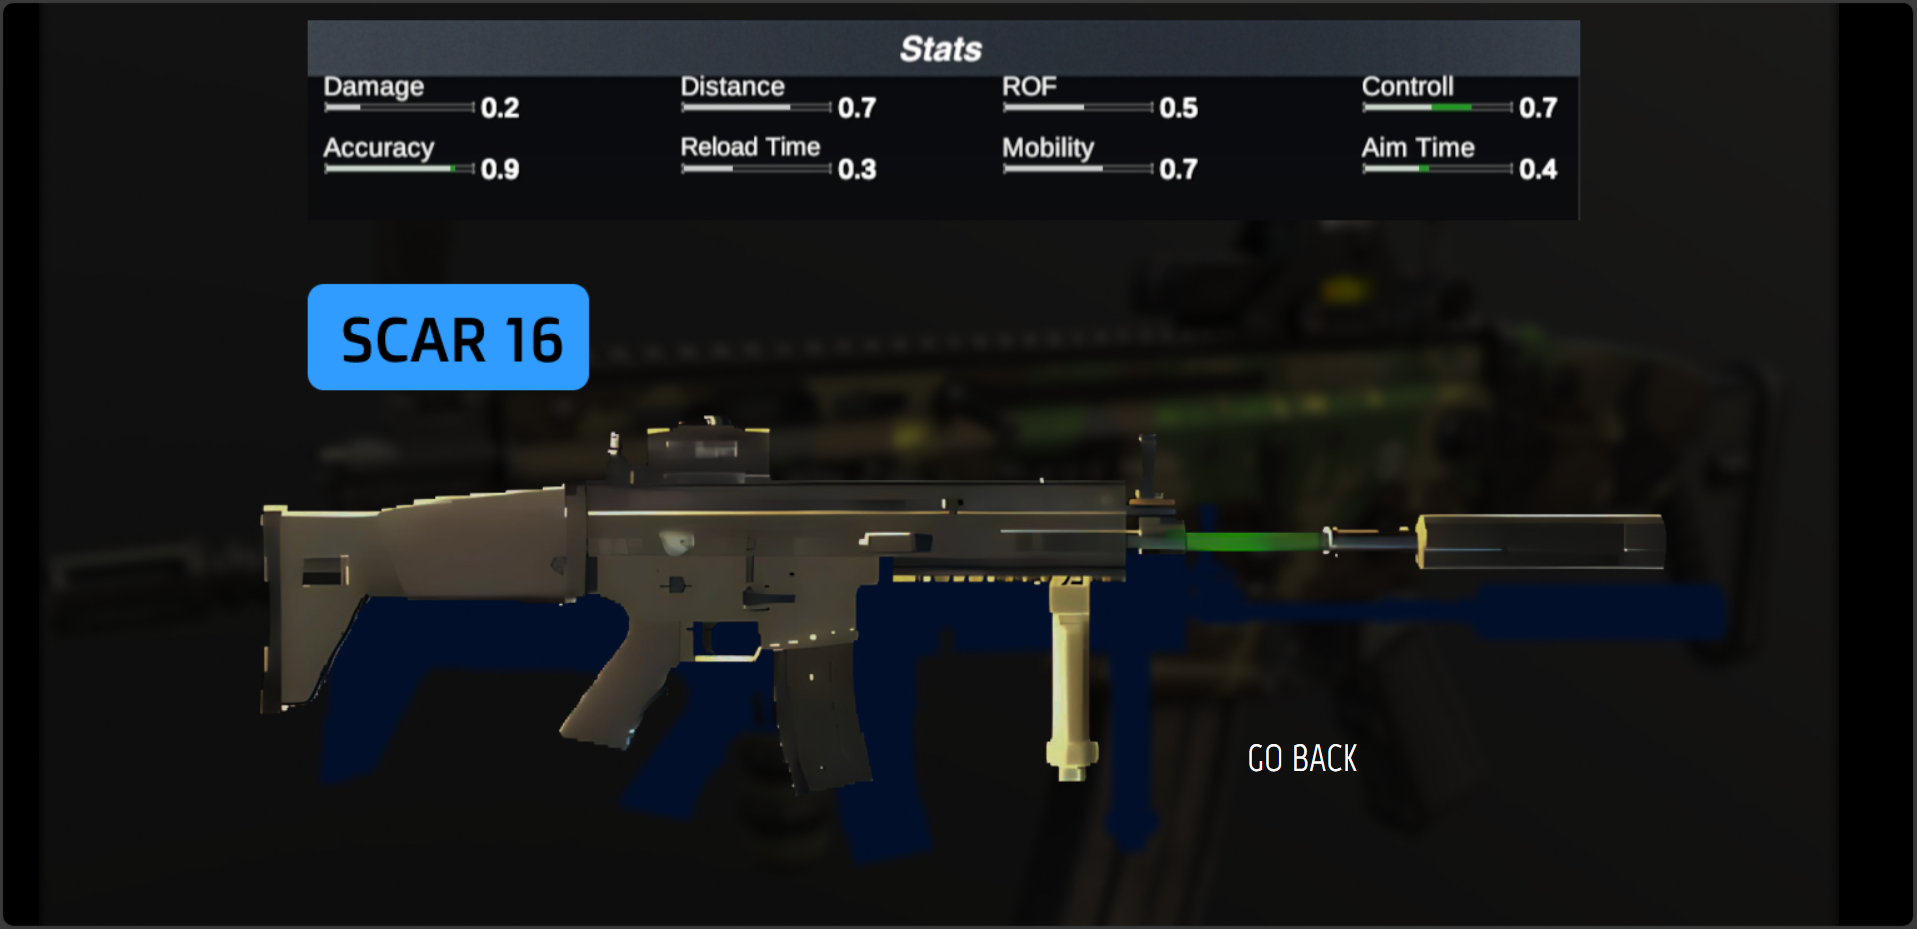 Stats
Damage 0.2 Distance 0.7 ROF 0.5 Controll 0.7
Accuracy 0.9 Reload Time 0.3 Mobility 0.7 Aim Time 0.4
SCAR 16
GO BACK